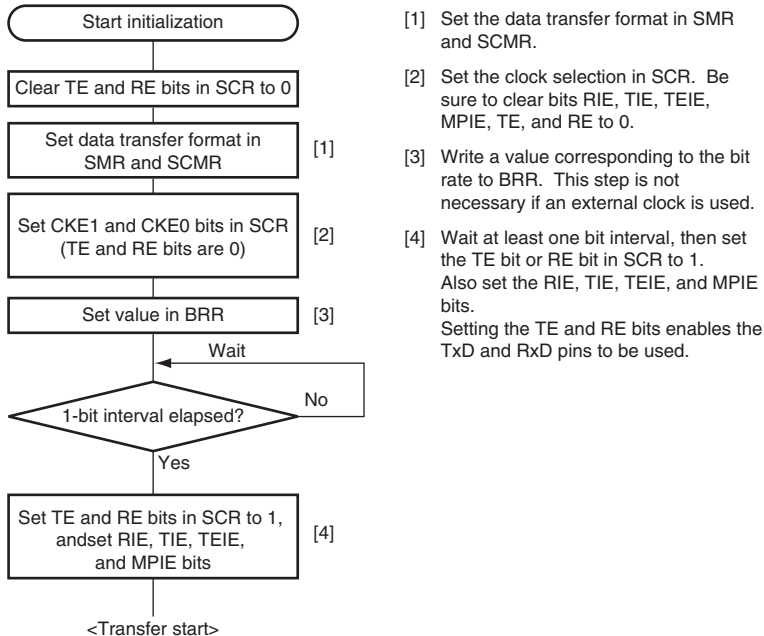 Start initialization
Clear TE and RE bits in SCR to 0
Set data transfer format in
SMR and SCMR
[1]
Set CKE1 and CKE0 bits in SCR
(TE and RE bits are 0)
[2]
Set value in BRR
[3]
Wait
1-bit interval elapsed?
No
Yes
Set TE and RE bits in SCR to 1,
andset RIE, TIE, TEIE,
and MPIE bits
[4]
<Transfer start>
[1] Set the data transfer format in SMR
and SCMR.
[2] Set the clock selection in SCR. Be
sure to clear bits RIE, TIE, TEIE,
MPIE, TE, and RE to 0.
[3] Write a value corresponding to the bit
rate to BRR. This step is not
necessary if an external clock is used.
[4] Wait at least one bit interval, then set
the TE bit or RE bit in SCR to 1.
Also set the RIE, TIE, TEIE, and MPIE
bits.
Setting the TE and RE bits enables the
TxD and RxD pins to be used.